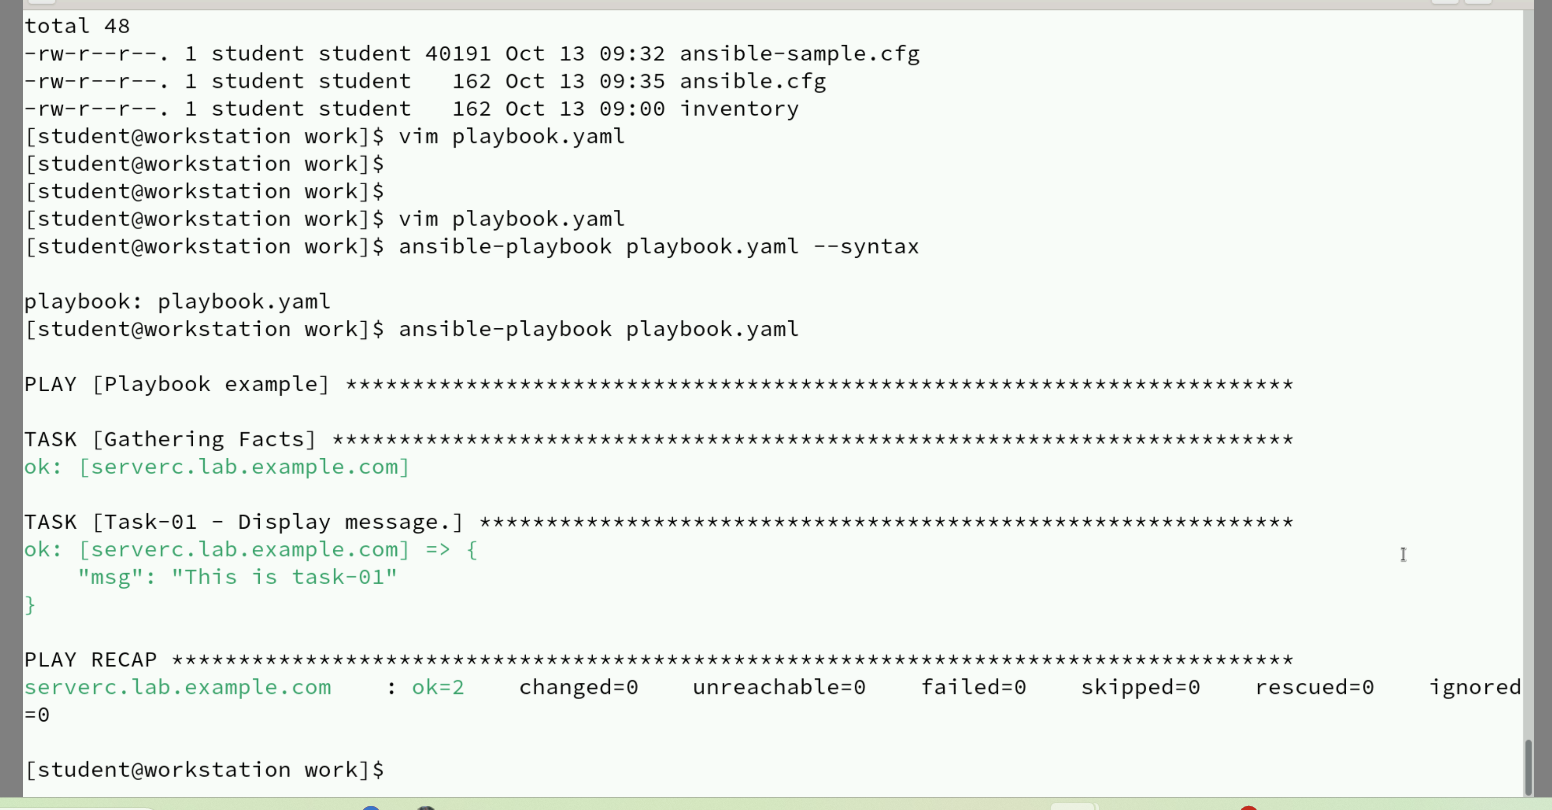 total 48
-rw-r--r--. 1 student student 40191 Oct 13 09:32 ansible-sample.cfg
-rw-r--r--. 1 student student   162 Oct 13 09:35 ansible.cfg
-rw-r--r--. 1 student student   162 Oct 13 09:00 inventory
[student@workstation work]$ vim playbook.yaml
[student@workstation work]$
[student@workstation work]$
[student@workstation work]$ vim playbook.yaml
[student@workstation work]$ ansible-playbook playbook.yaml --syntax
playbook: playbook.yaml
[student@workstation work]$ ansible-playbook playbook.yaml
PLAY [Playbook example] ***********************************************************************
TASK [Gathering Facts] ************************************************************************
ok: [serverc.lab.example.com]
TASK [Task-01 - Display message.] *************************************************************
ok: [serverc.lab.example.com] => {
    "msg": "This is task-01"
}
PLAY RECAP ************************************************************************************
serverc.lab.example.com    : ok=2    changed=0    unreachable=0    failed=0    skipped=0    rescued=0    ignored
=0
[student@workstation work]$